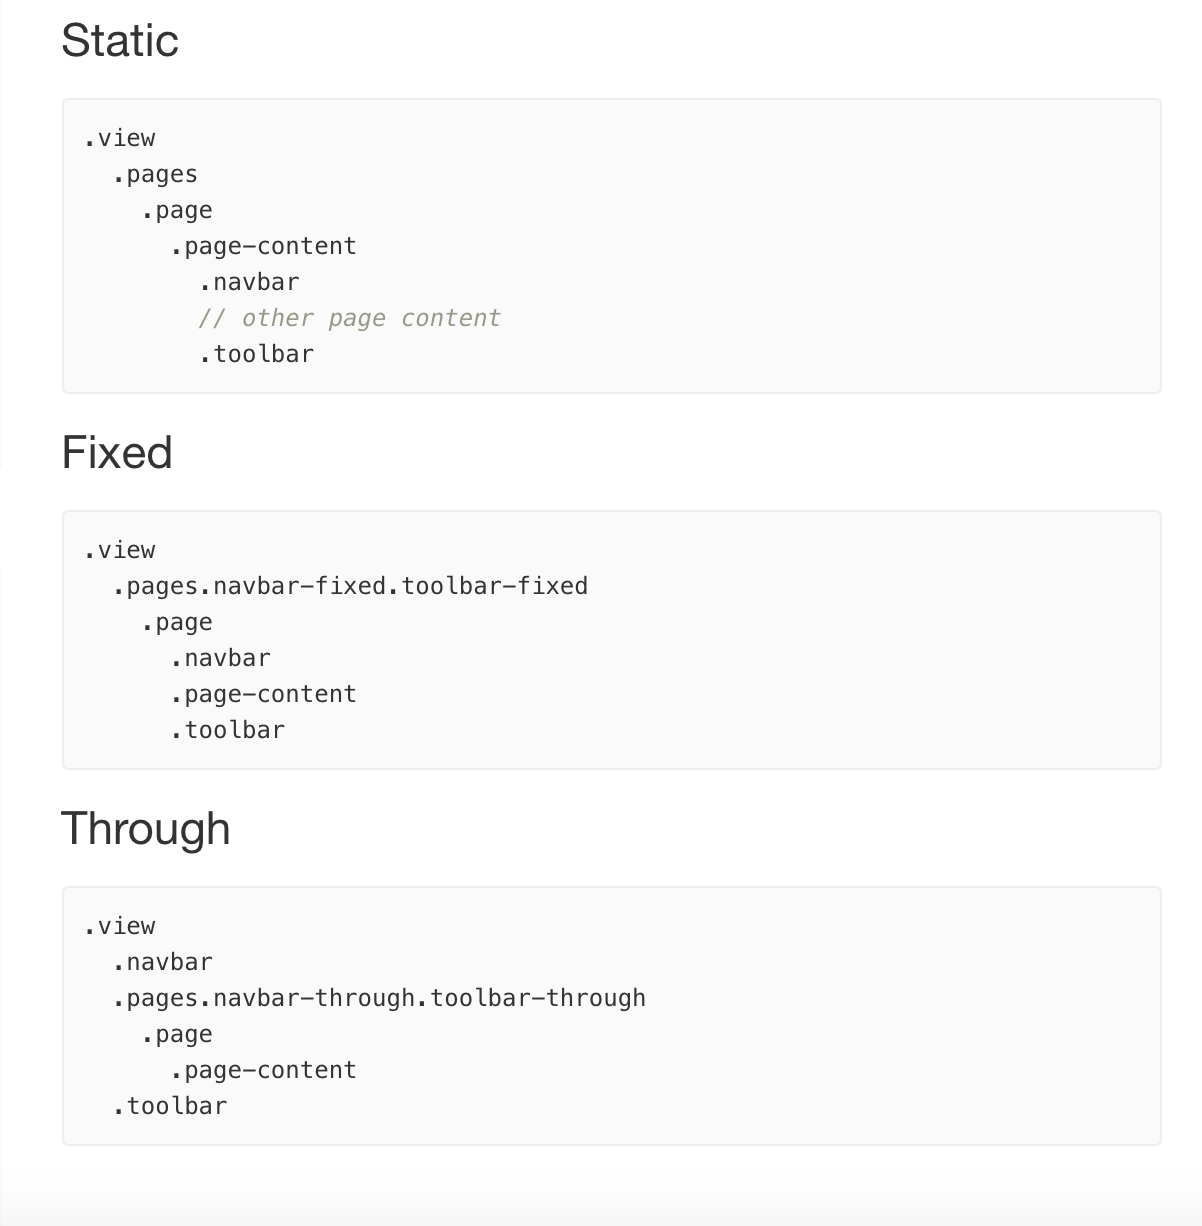 Static
.view
  .pages
    .page
      .page-content
        .navbar
        // other page content
        .toolbar
Fixed
.view
  .pages.navbar-fixed.toolbar-fixed
    .page
      .navbar
      .page-content
      .toolbar
Through
.view
  .navbar
  .pages.navbar-through.toolbar-through
    .page
      .page-content
  .toolbar